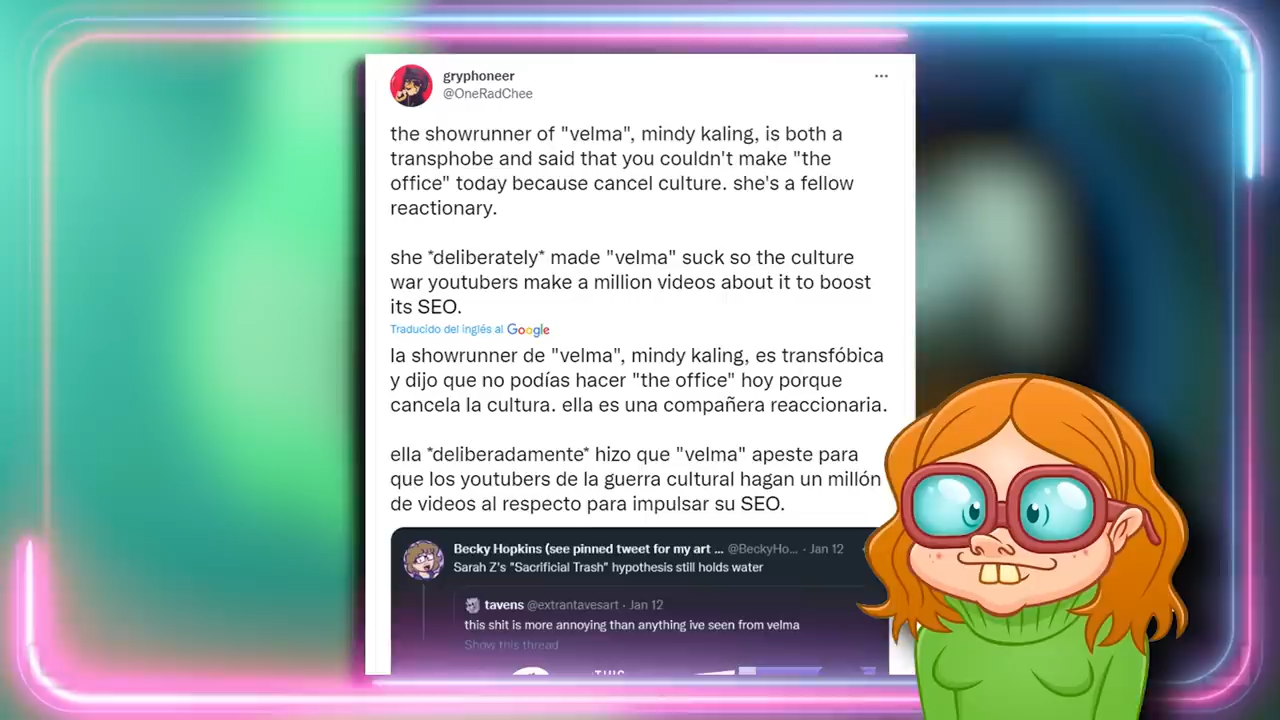 gryphoneer
@OneRadChee
the showrunner of "velma", mindy kaling, is both a
transphobe and said that you couldn't make "the
office" today because cancel culture. she's a fellow
reactionary.
she *deliberately* made "velma" suck so the culture
war youtubers make a million videos about it to boost
its SEO.
Traducido del inglés al Google
la showrunner de "velma", mindy kaling, es transfóbica
y dijo que no podías hacer "the office" hoy porque
cancela la cultura. ella es una compañera reaccionaria.
ella *deliberadamente* hizo que "velma" apeste para
que los youtubers de la guerra cultural hagan un millón
de videos al respecto para impulsar su SEO.
Becky Hopkins (see pinned tweet for my art ... @BeckyHo... · Jan 12
Sarah Z's "Sacrificial Trash" hypothesis still holds water
tavens @extrantavesart · Jan 12
this shit is more annoying than anything ive seen from velma
Show this thread
THIS